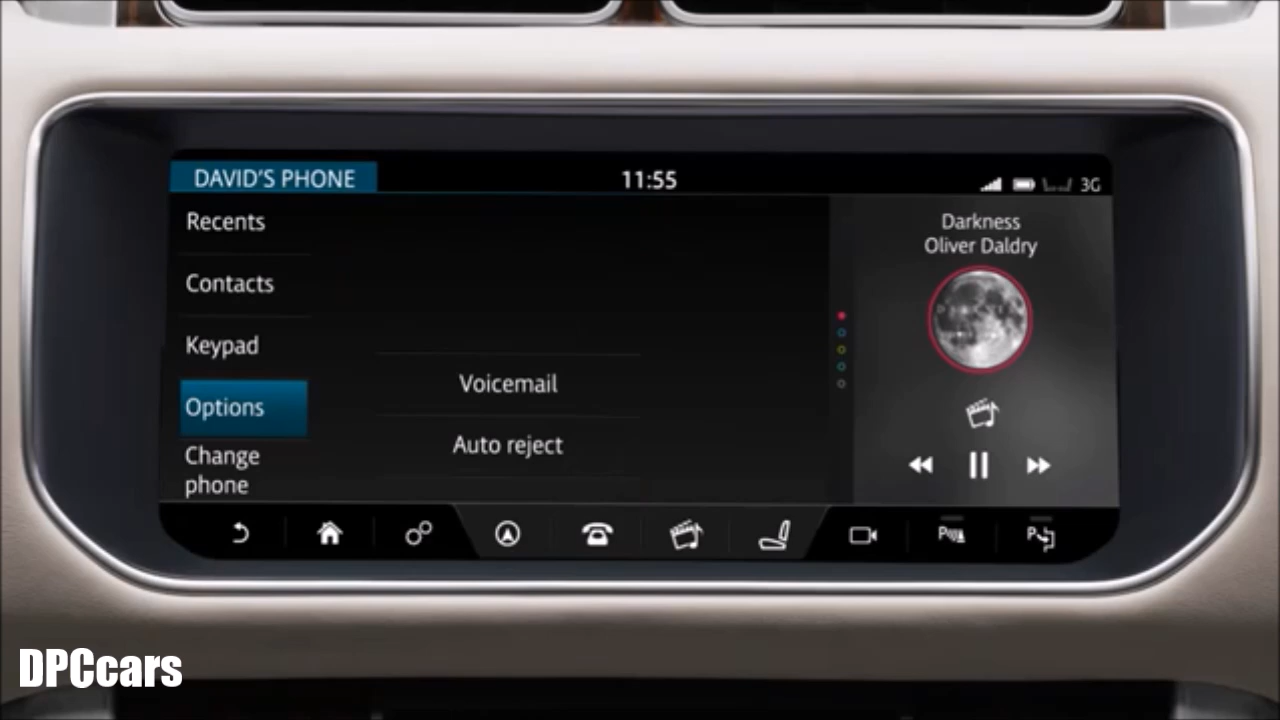 DAVID'S PHONE
11:55
3G
Recents
Contacts
Keypad
Options
Change
phone
Voicemail
Auto reject
Darkness
Oliver Daldry
DPCcars